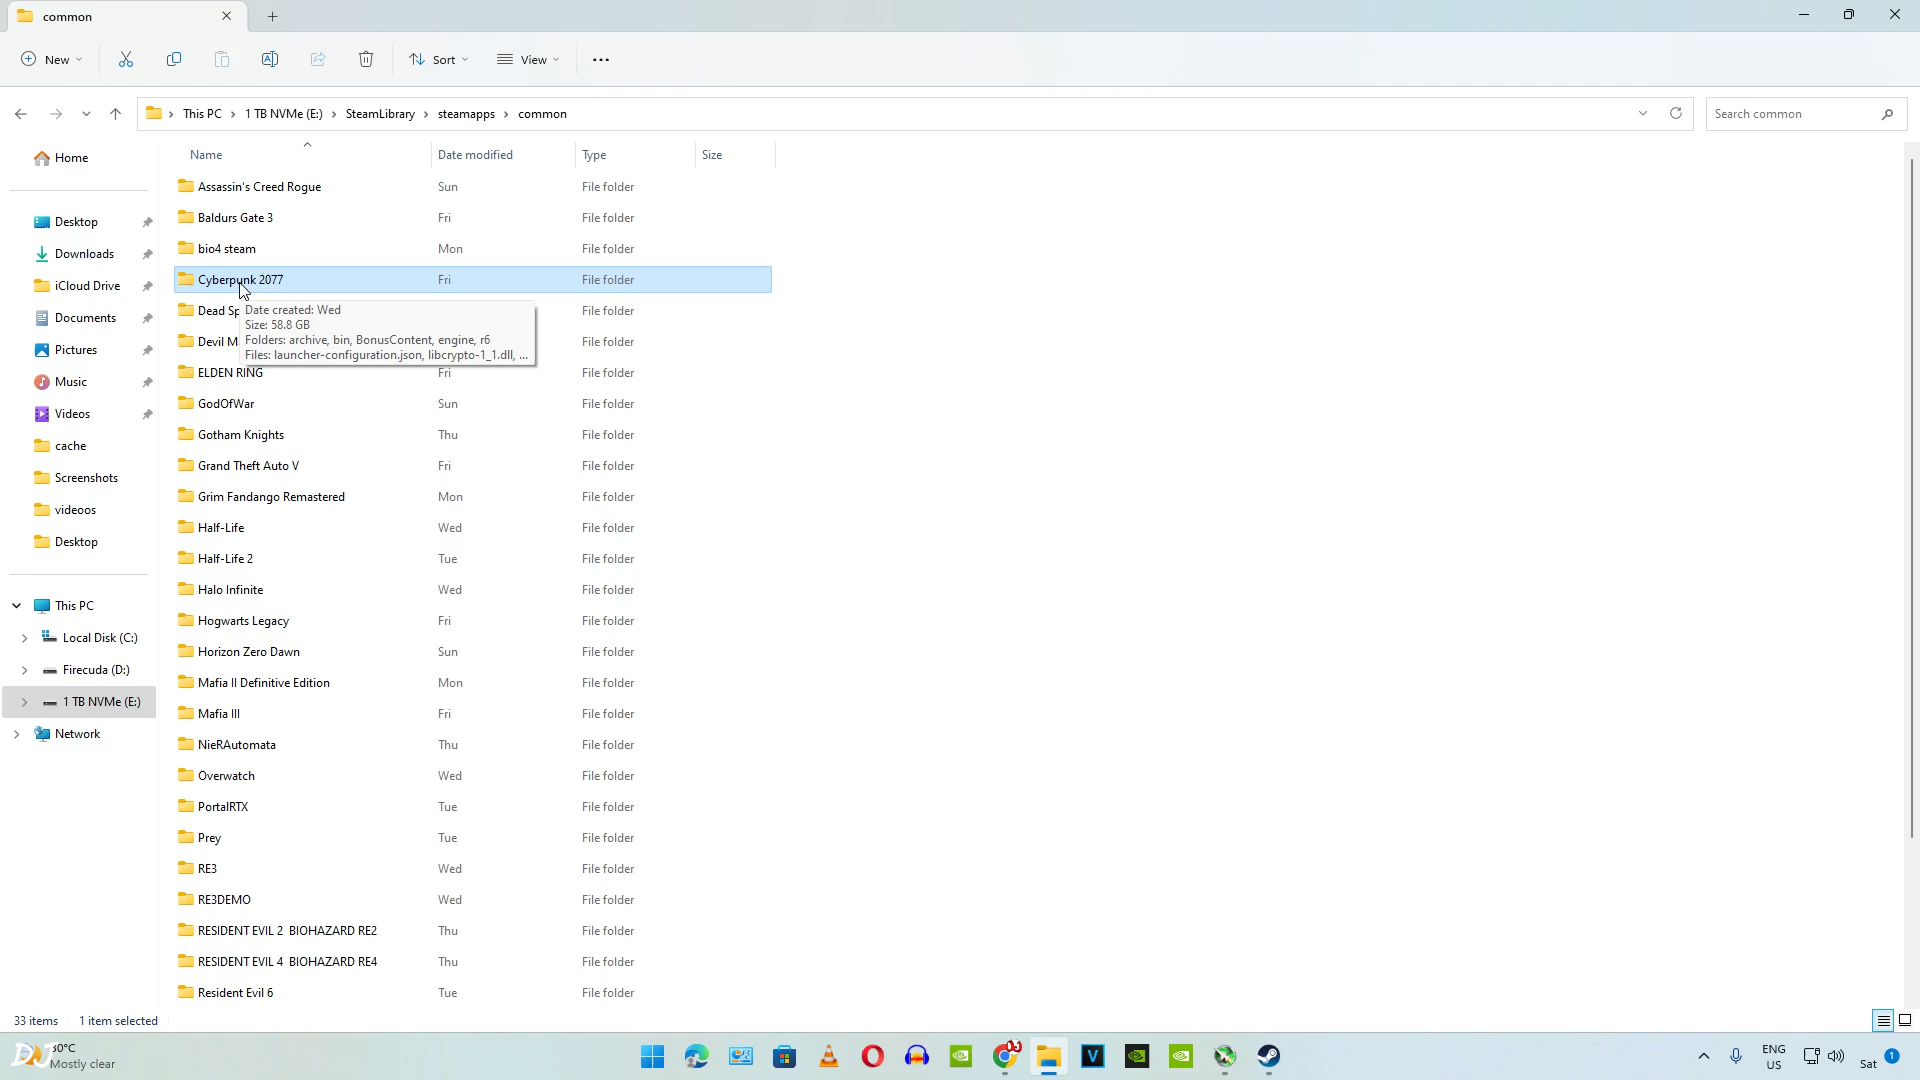 common
New
Sort
View
This PC
1 TB NVMe (E:)
SteamLibrary
steamapps
common
Search common
Home
Desktop
Downloads
iCloud Drive
Documents
Pictures
Music
Videos
cache
Screenshots
videoos
Desktop
This PC
Local Disk (C:)
Firecuda (D:)
1 TB NVMe (E:)
Network
Name Date modified Type Size
Assassin's Creed Rogue Sun File folder
Baldurs Gate 3 Fri File folder
bio4 steam Mon File folder
Cyberpunk 2077 Fri File folder
Dead Sp File folder
Devil M File folder
Date created: Wed
Size: 58.8 GB
Folders: archive, bin, BonusContent, engine, r6
Files: launcher-configuration.json, libcrypto-1_1.dll, ...
ELDEN RING Fri File folder
GodOfWar Sun File folder
Gotham Knights Thu File folder
Grand Theft Auto V Fri File folder
Grim Fandango Remastered Mon File folder
Half-Life Wed File folder
Half-Life 2 Tue File folder
Halo Infinite Wed File folder
Hogwarts Legacy Fri File folder
Horizon Zero Dawn Sun File folder
Mafia II Definitive Edition Mon File folder
Mafia III Fri File folder
NieRAutomata Thu File folder
Overwatch Wed File folder
PortalRTX Tue File folder
Prey Tue File folder
RE3 Wed File folder
RE3DEMO Wed File folder
RESIDENT EVIL 2 BIOHAZARD RE2 Thu File folder
RESIDENT EVIL 4 BIOHAZARD RE4 Thu File folder
Resident Evil 6 Tue File folder
33 items 1 item selected
30°C
Mostly clear
ENG
US
Sat
1